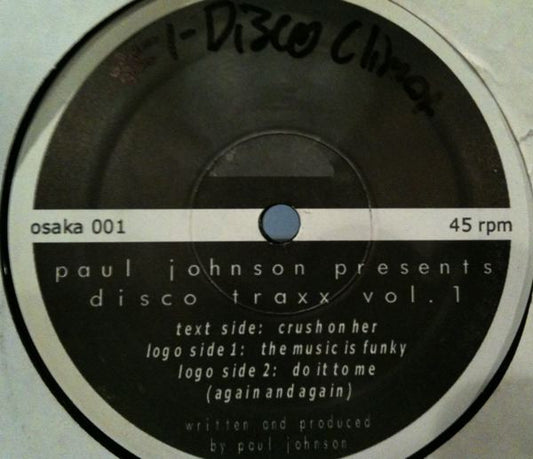 -1-Disco Climax
osaka 001
45 rpm
paul johnson presents
disco traxx vol.1
text side: crush on her
logo side 1: the music is funky
logo side 2: do it to me
(again and again)
written and produced
by paul johnson